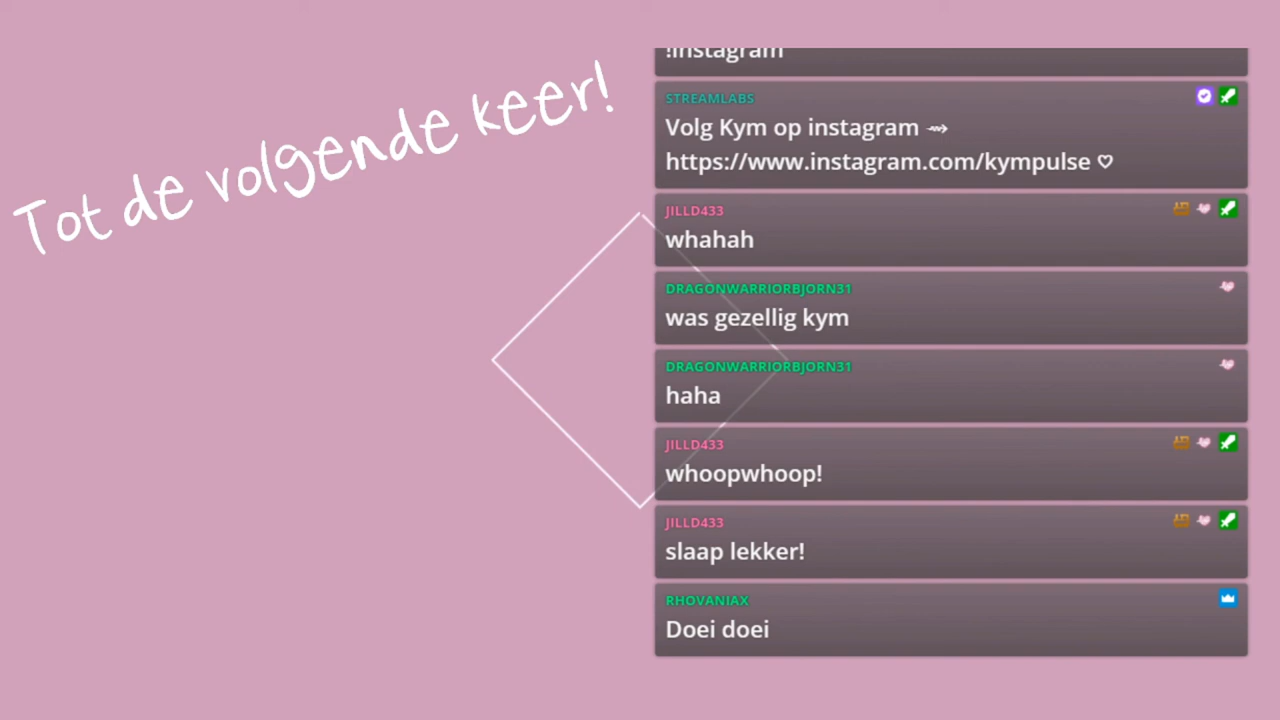 Tot de volgende keer!
!instagram
STREAMLABS
Volg Kym op instagram ⇝
https://www.instagram.com/kympulse ♡
JILLD433
whahah
DRAGONWARRIORBJORN31
was gezellig kym
DRAGONWARRIORBJORN31
haha
JILLD433
whoopwhoop!
JILLD433
slaap lekker!
RHOVANIAX
Doei doei